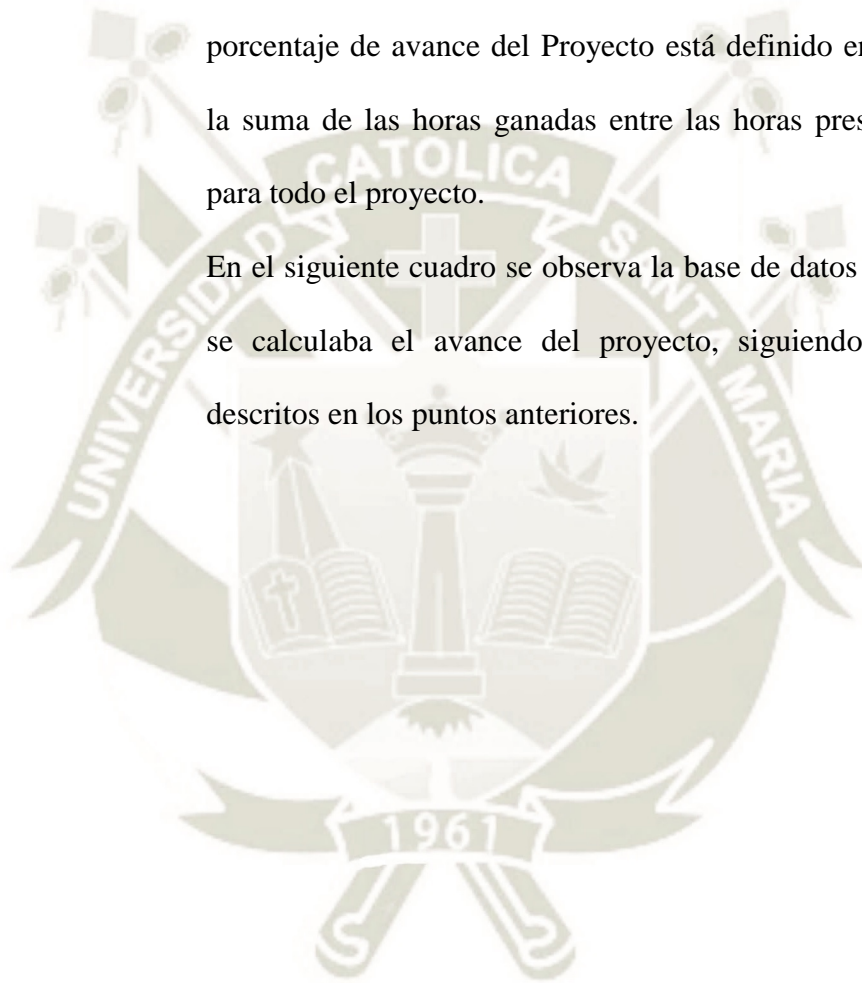 porcentaje de avance del Proyecto está definido
la suma de las horas ganadas entre las horas
para todo el proyecto.
En el siguiente cuadro se observa la base de datos
se calculaba el avance del proyecto, siguiendo
descritos en los puntos anteriores.
UNIVERSIDAD CATOLICA SANTA MARIA
1961